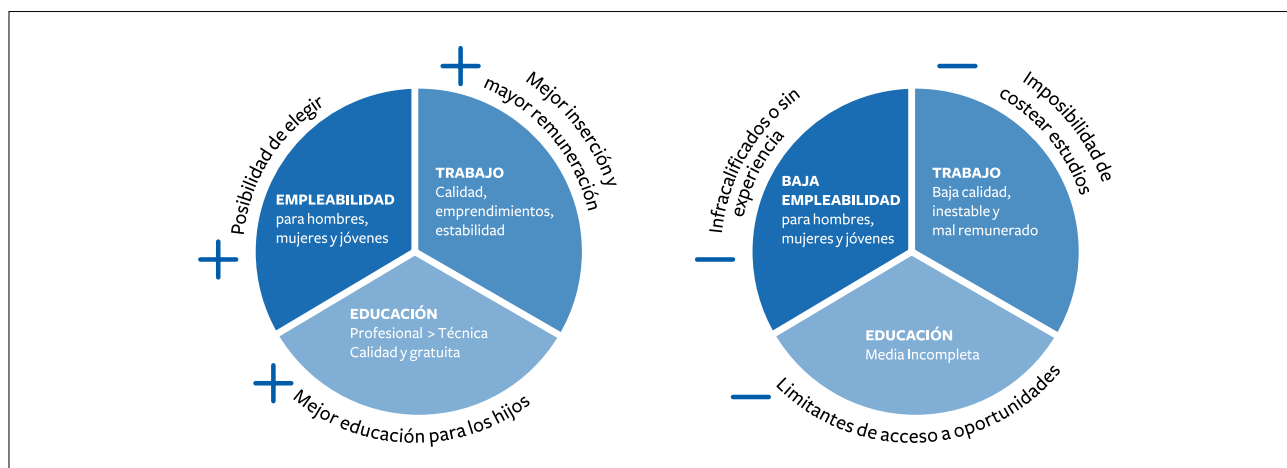 +
Mejor inserción y
mayor remuneración
Posibilidad de elegir
+
EMPLEABILIDAD
para hombres,
mujeres y jóvenes
TRABAJO
Calidad,
emprendimientos,
estabilidad
EDUCACIÓN
Profesional > Técnica
Calidad y gratuita
+
Mejor educación para los hijos
–
Imposibilidad de
costear estudios
Infracalificados o sin
experiencia
–
BAJA
EMPLEABILIDAD
para hombres,
mujeres y jóvenes
TRABAJO
Baja calidad,
inestable y
mal remunerado
EDUCACIÓN
Media Incompleta
–
Limitantes de acceso a oportunidades